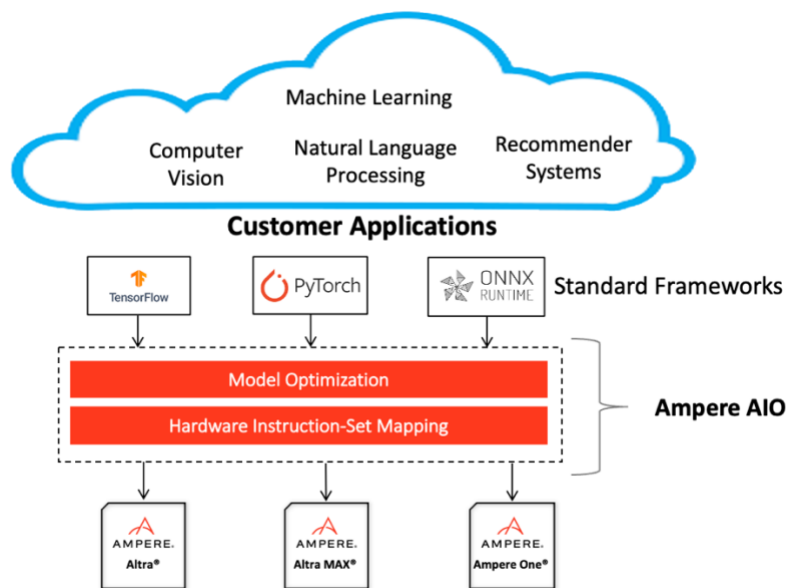 Machine Learning
Computer
Vision
Natural Language
Processing
Recommender
Systems
Customer Applications
TensorFlow
PyTorch
ONNX
RUNTIME
Standard Frameworks
Model Optimization
Hardware Instruction-Set Mapping
Ampere AIO
AMPERE.
Altra®
AMPERE.
Altra MAX®
AMPERE.
Ampere One®